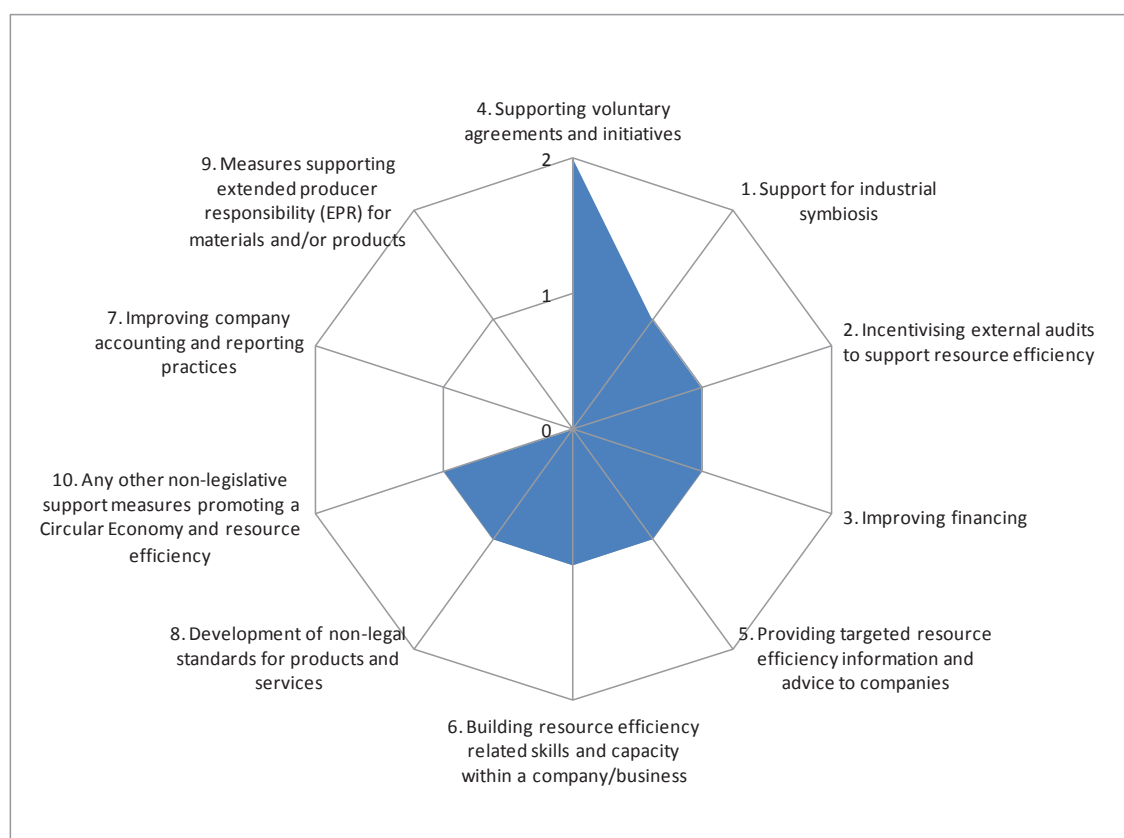 4. Supporting voluntary
agreements and initiatives
2
1. Support for industrial
symbiosis
2. Incentivising external audits
to support resource efficiency
3. Improving financing
5. Providing targeted resource
efficiency information and
advice to companies
6. Building resource efficiency
related skills and capacity
within a company/business
8. Development of non-legal
standards for products and
services
10. Any other non-legislative
support measures promoting a
Circular Economy and resource
efficiency
7. Improving company
accounting and reporting
practices
9. Measures supporting
extended producer
responsibility (EPR) for
materials and/or products
1
0